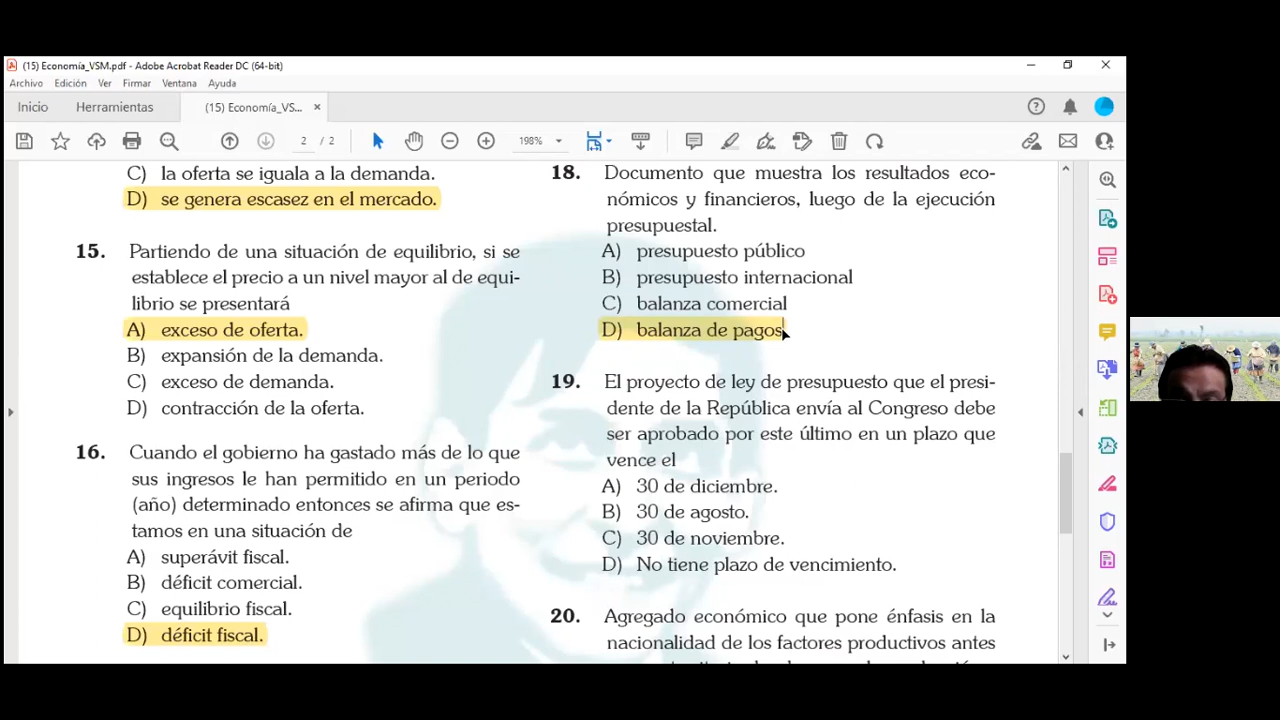 (15) Economía_VSM.pdf - Adobe Acrobat Reader DC (64-bit)
Archivo Edición Ver Firmar Ventana Ayuda
Inicio Herramientas (15) Economía_VS... ×
2 / 2 198%
C) la oferta se iguala a la demanda.
D) se genera escasez en el mercado.
15. Partiendo de una situación de equilibrio, si se
establece el precio a un nivel mayor al de equi-
librio se presentará
A) exceso de oferta.
B) expansión de la demanda.
C) exceso de demanda.
D) contracción de la oferta.
16. Cuando el gobierno ha gastado más de lo que
sus ingresos le han permitido en un periodo
(año) determinado entonces se afirma que es-
tamos en una situación de
A) superávit fiscal.
B) déficit comercial.
C) equilibrio fiscal.
D) déficit fiscal.
18. Documento que muestra los resultados eco-
nómicos y financieros, luego de la ejecución
presupuestal.
A) presupuesto público
B) presupuesto internacional
C) balanza comercial
D) balanza de pagos
19. El proyecto de ley de presupuesto que el presi-
dente de la República envía al Congreso debe
ser aprobado por este último en un plazo que
vence el
A) 30 de diciembre.
B) 30 de agosto.
C) 30 de noviembre.
D) No tiene plazo de vencimiento.
20. Agregado económico que pone énfasis en la
nacionalidad de los factores productivos antes